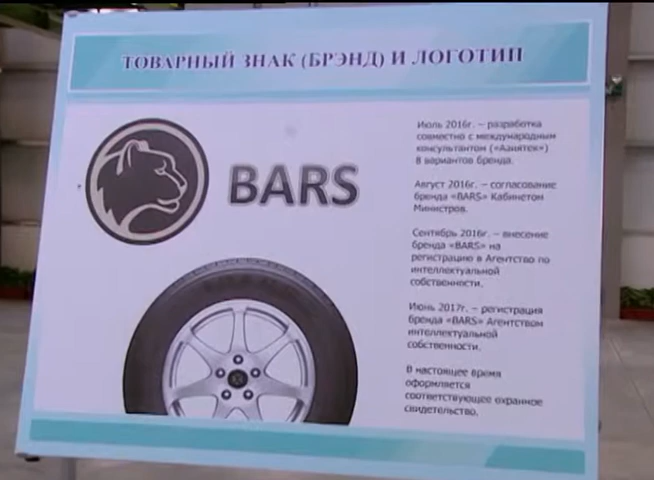 ТОВАРНЫЙ ЗНАК (БРЭНД) И ЛОГОТИП
BARS
Июль 2016г. – разработка
совместно с международным
консультантом («Азиятек»)
8 вариантов бренда.
Август 2016г. – согласование
бренда «BARS» Кабинетом
Министров.
Сентябрь 2016г. – внесение
бренда «BARS» на
регистрацию в Агентство по
интеллектуальной
собственности.
Июнь 2017г. – регистрация
бренда «BARS» Агентством
интеллектуальной
собственности.
В настоящее время
оформляется
соответствующее охранное
свидетельство.